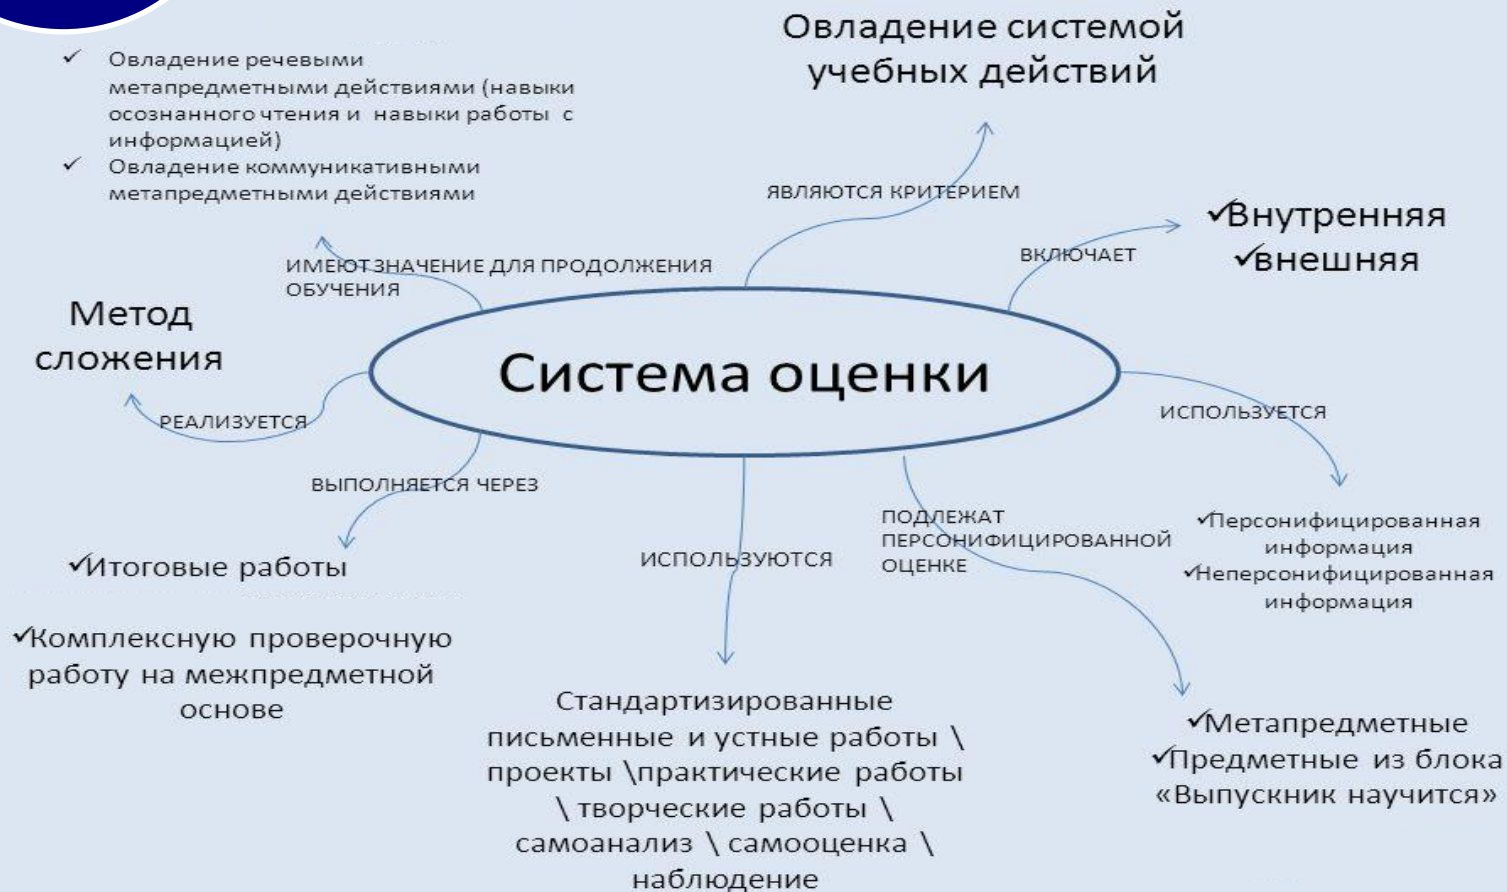 Овладение системой
учебных действий
✓ Овладение речевыми
метапредметными действиями (навыки
осознанного чтения и навыки работы с
информацией)
✓ Овладение коммуникативными
метапредметными действиями
ЯВЛЯЮТСЯ КРИТЕРИЕМ
✓Внутренняя
✓внешняя
ВКЛЮЧАЕТ
ИМЕЮТ ЗНАЧЕНИЕ ДЛЯ ПРОДОЛЖЕНИЯ
ОБУЧЕНИЯ
Метод
сложения
Система оценки
РЕАЛИЗУЕТСЯ
ИСПОЛЬЗУЕТСЯ
ВЫПОЛНЯЕТСЯ ЧЕРЕЗ
ПОДЛЕЖАТ
ПЕРСОНИФИЦИРОВАННОЙ
ОЦЕНКЕ
✓Персонифицированная
информация
✓Неперсонифицированная
информация
ИСПОЛЬЗУЮТСЯ
✓Итоговые работы
✓Комплексную проверочную
работу на межпредметной
основе
Стандартизированные
письменные и устные работы \
проекты \практические работы
\ творческие работы \
самоанализ \ самооценка \
наблюдение
✓Метапредметные
✓Предметные из блока
«Выпускник научится»